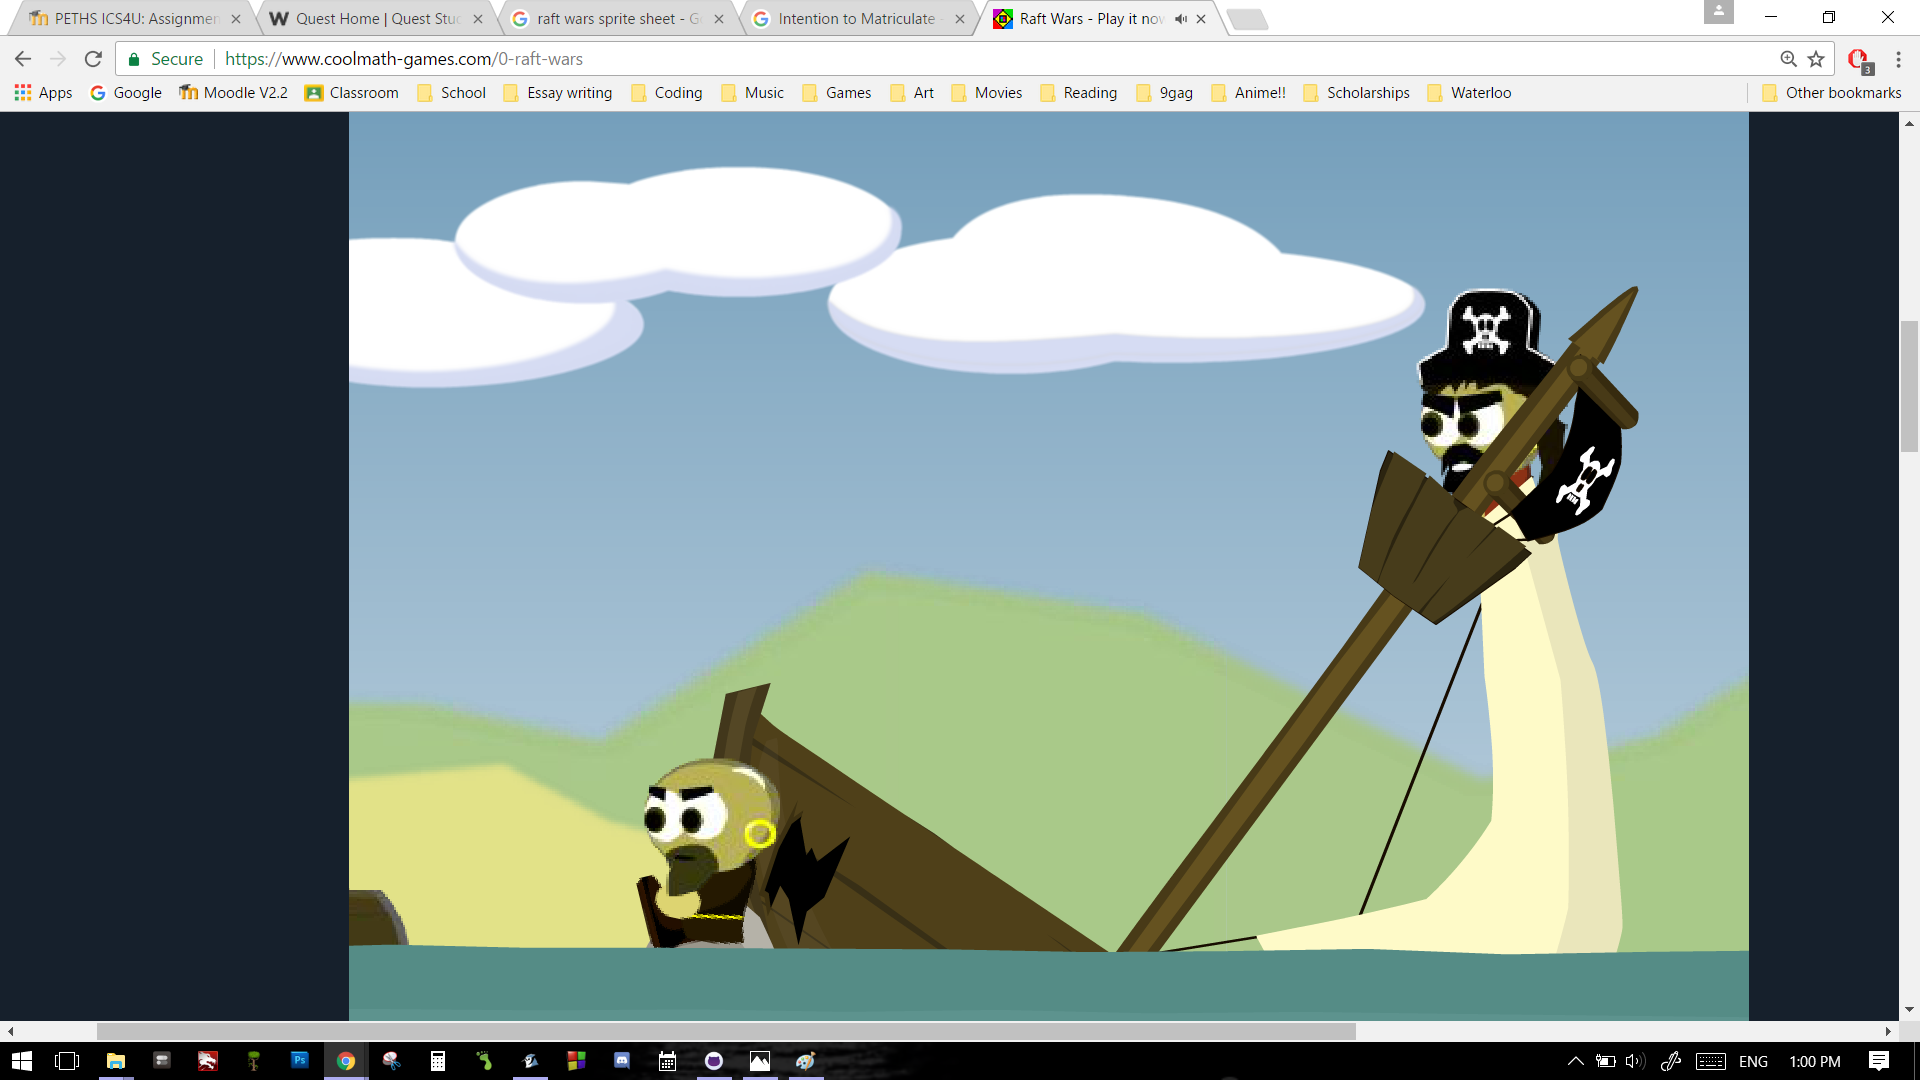 PETHS ICS4U: Assignmen
Quest Home | Quest Stu
raft wars sprite sheet - G
Intention to Matriculate -
Raft Wars - Play it now
Secure
https://www.coolmath-games.com/0-raft-wars
3
Apps
Google
Moodle V2.2
Classroom
School
Essay writing
Coding
Music
Games
Art
Movies
Reading
9gag
Anime!!
Scholarships
Waterloo
Other bookmarks
ENG
1:00 PM